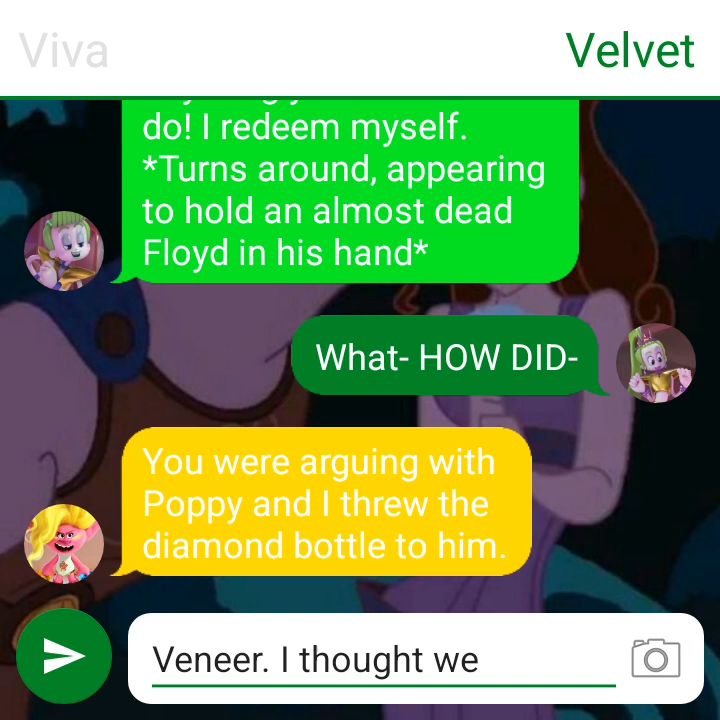 Viva
Velvet
do! I redeem myself.
*Turns around, appearing
to hold an almost dead
Floyd in his hand*
What- HOW DID-
You were arguing with
Poppy and I threw the
diamond bottle to him.
Veneer. I thought we